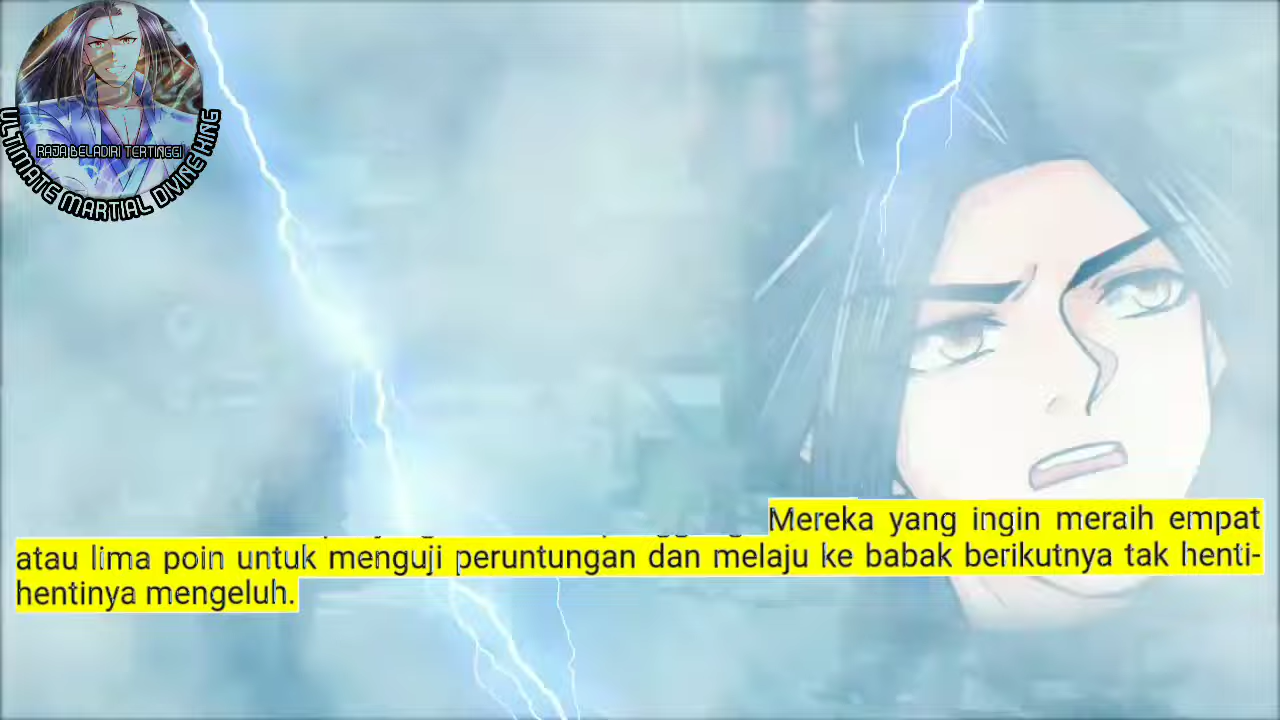 RAJA BELADIRI TERTINGGI
ULTIMATE MARTIAL DIVINE KING
Mereka yang ingin meraih empat
atau lima poin untuk menguji peruntungan dan melaju ke babak berikutnya tak henti-
hentinya mengeluh.